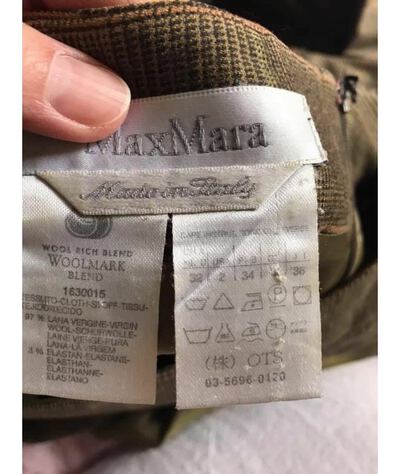 MaxMara
Made in Italy
WOOL RICH BLEND
WOOLMARK
BLEND
1630015
TESSUTO-CLOTH-STOFF-TISSU-
97 % LANA VERGINE-VIRGIN
WOOL-SCHURWOLLE-
LAINE VIERGE-PURA
LÃ VIRGEM
3 % ELASTAN-ELASTANE-
ELASTHAN-
ELASTHANNE-
ELASTANO
32 2 34 36
(株) OTS
03-5696-0120